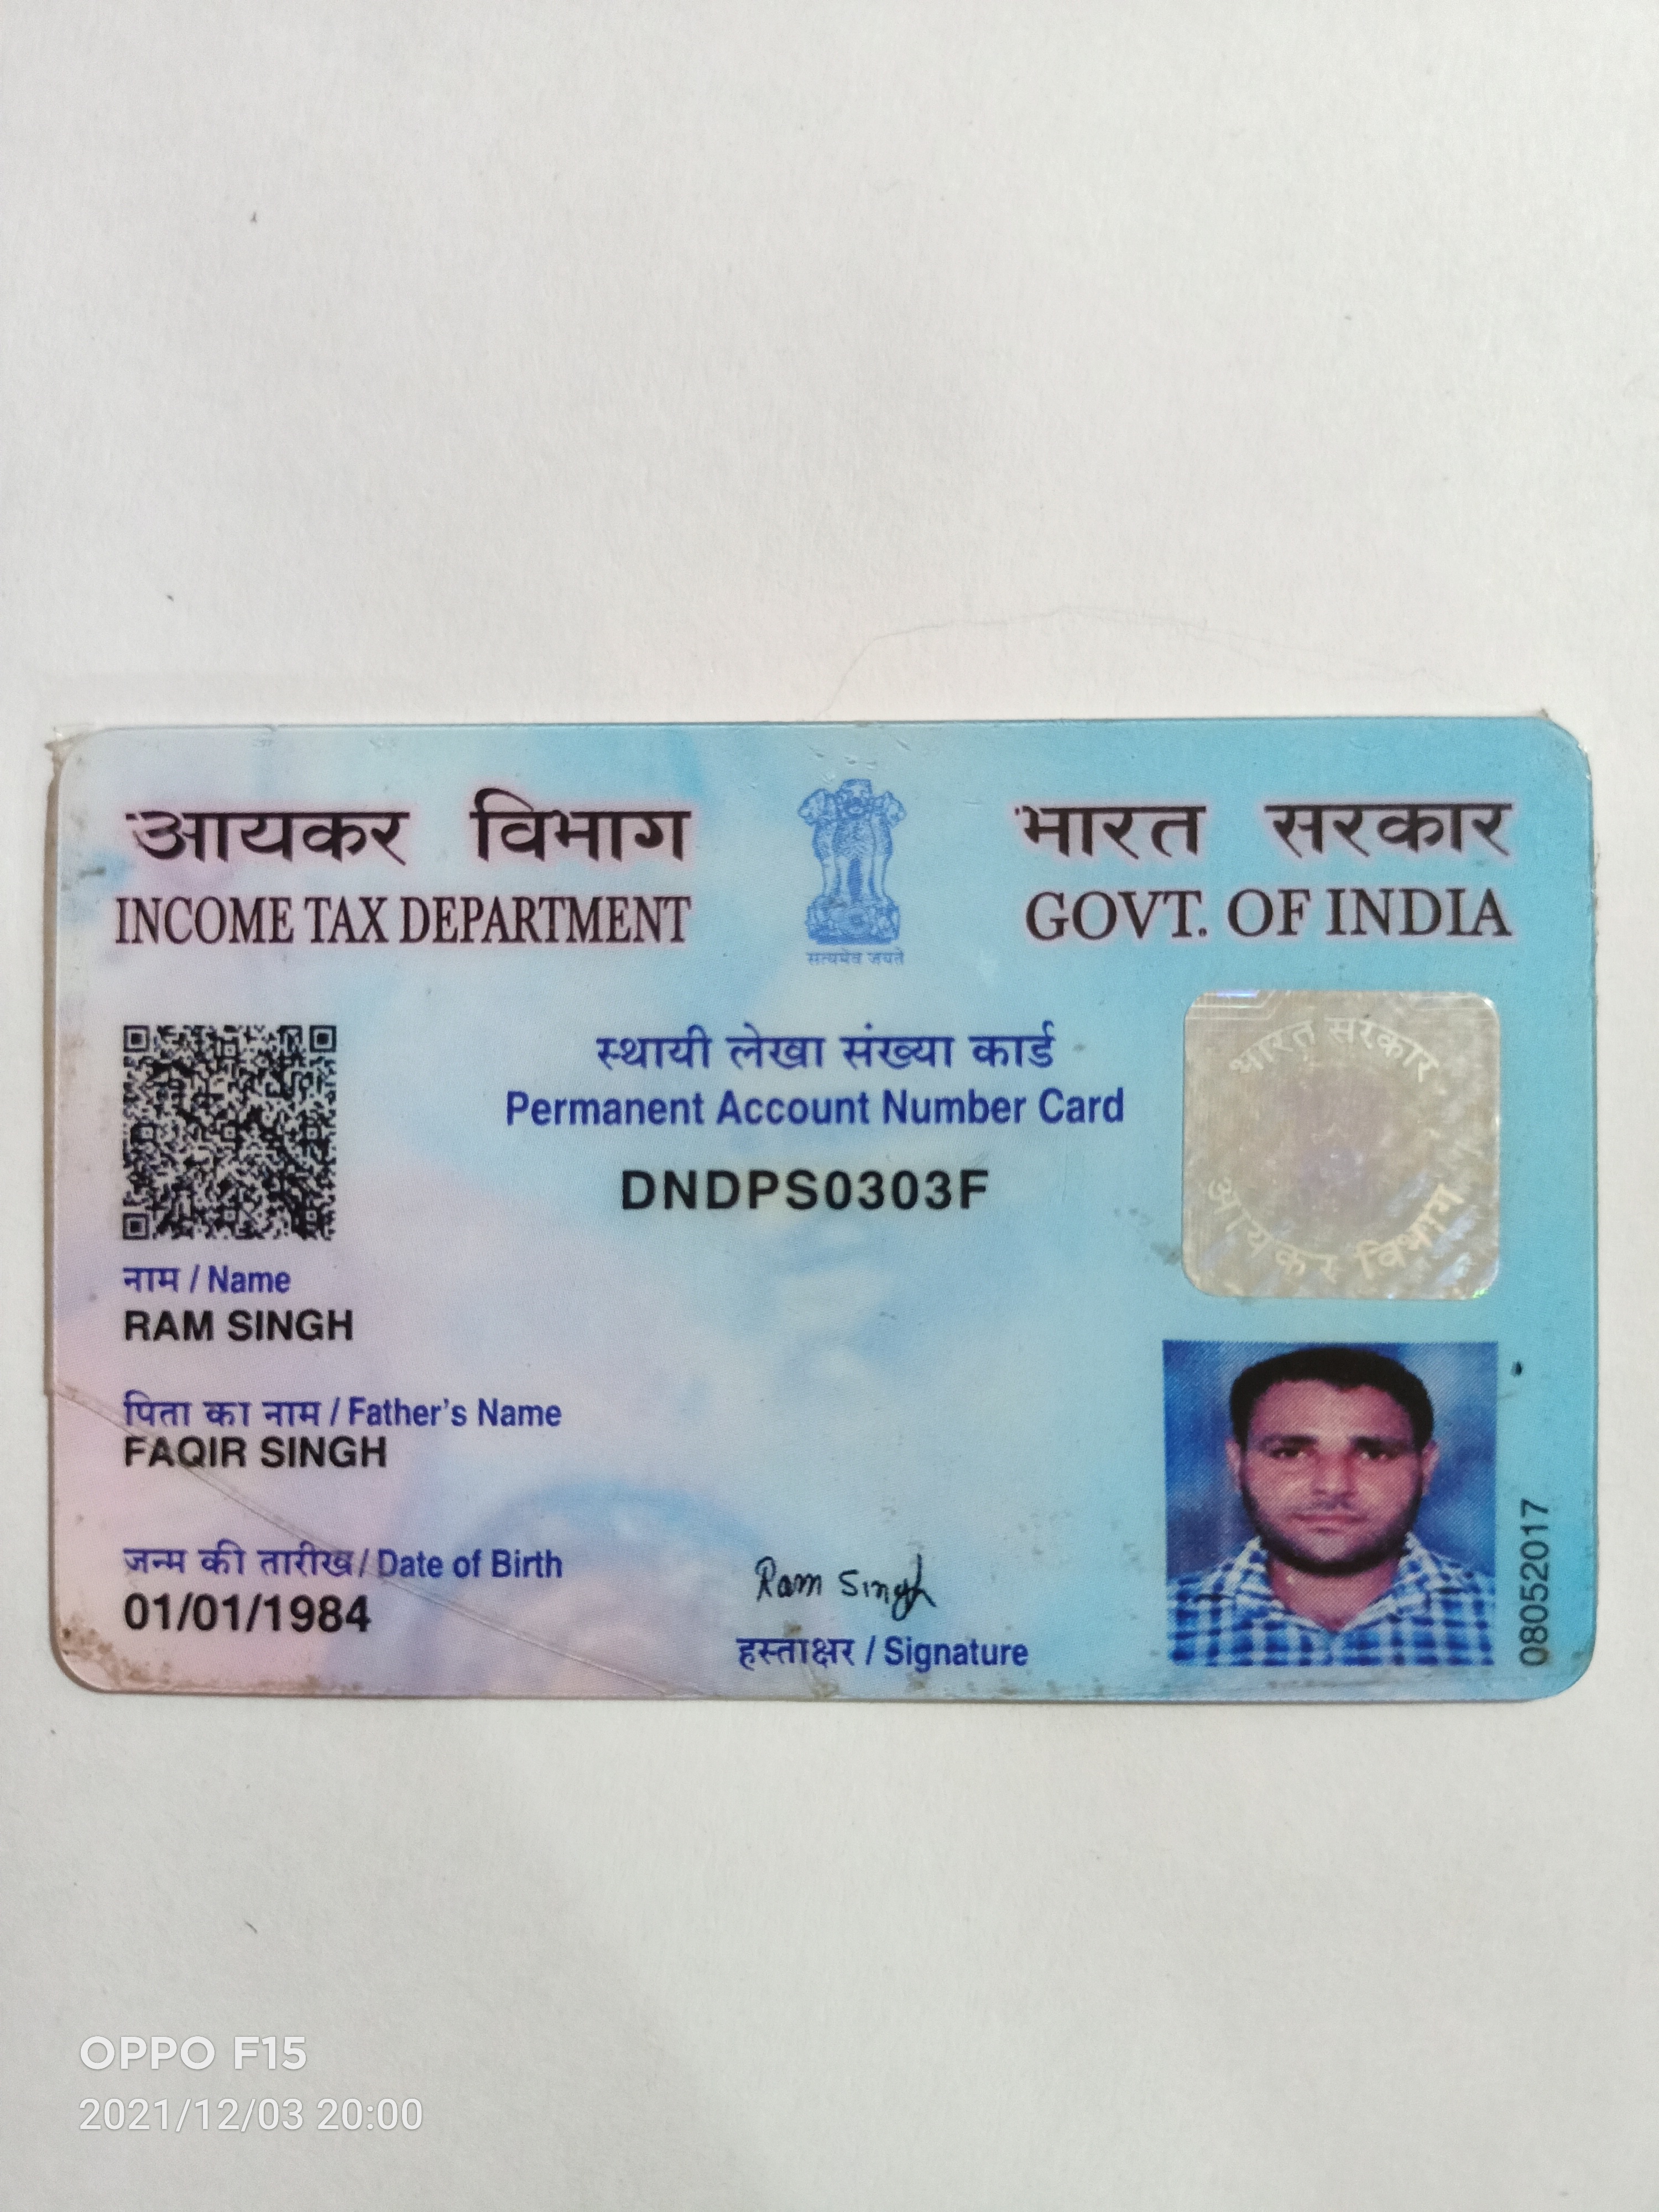 आयकर विभाग
INCOME TAX DEPARTMENT
सत्यमेव जयते
भारत सरकार
GOVT. OF INDIA
स्थायी लेखा संख्या कार्ड
Permanent Account Number Card
DNDPS0303F
भारत सरकार
आयकर विभाग
नाम / Name
RAM SINGH
पिता का नाम / Father's Name
FAQIR SINGH
जन्म की तारीख / Date of Birth
01/01/1984
Ram Singh
हस्ताक्षर / Signature
08052017
OPPO F15
2021/12/03 20:00